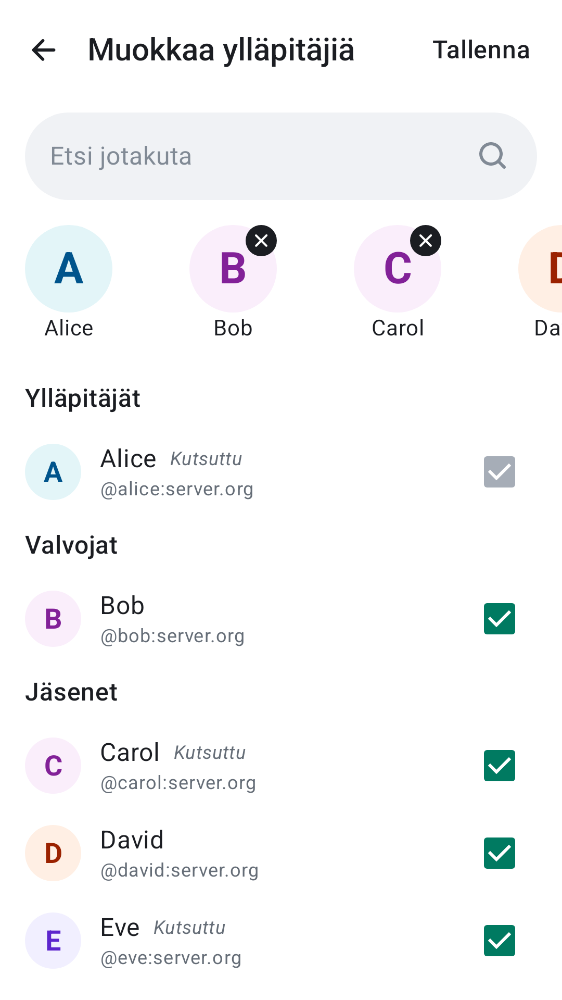 Muokkaa ylläpitäjiä Tallenna
Etsi jotakuta
A B C D
Alice Bob Carol Da
Ylläpitäjät
A Alice Kutsuttu
@alice:server.org
Valvojat
B Bob
@bob:server.org
Jäsenet
C Carol Kutsuttu
@carol:server.org
D David
@david:server.org
E Eve Kutsuttu
@eve:server.org